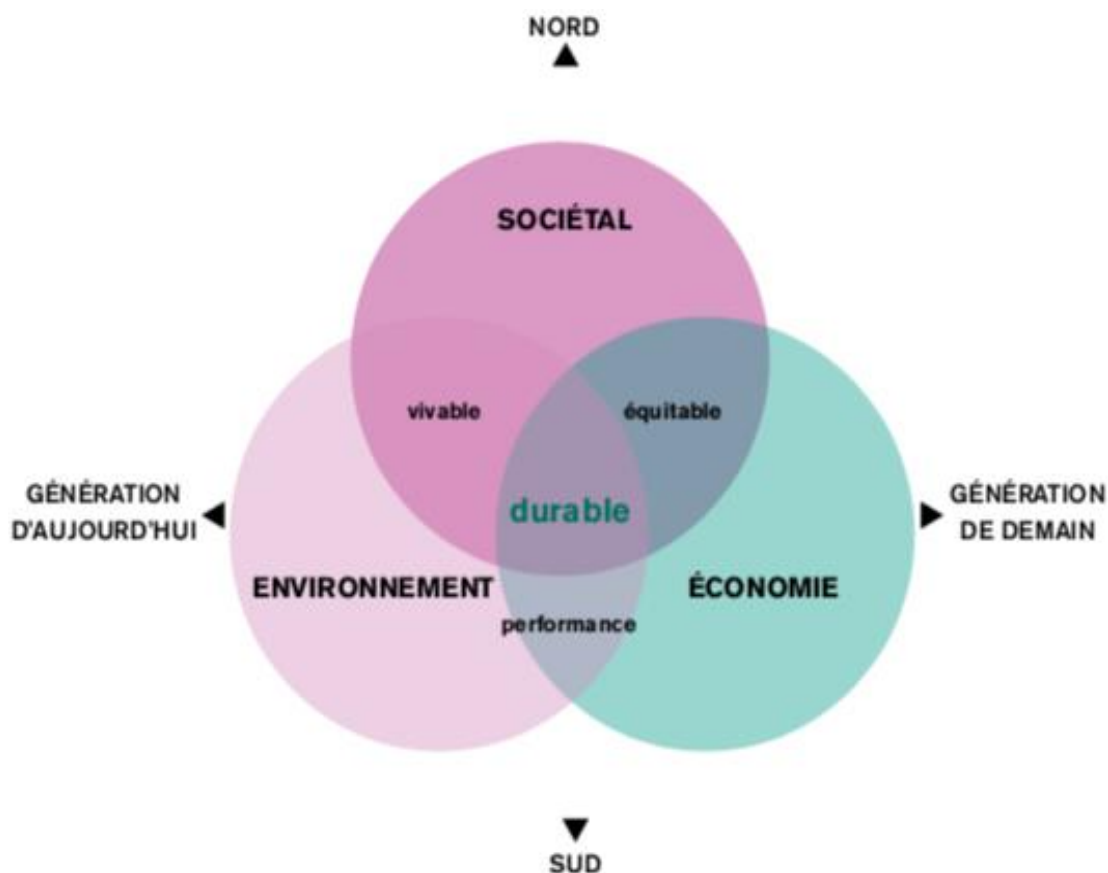 NORD
SOCIÉTAL
vivable
équitable
GÉNÉRATION
D'AUJOURD'HUI
durable
GÉNÉRATION
DE DEMAIN
ENVIRONNEMENT
ÉCONOMIE
performance
SUD